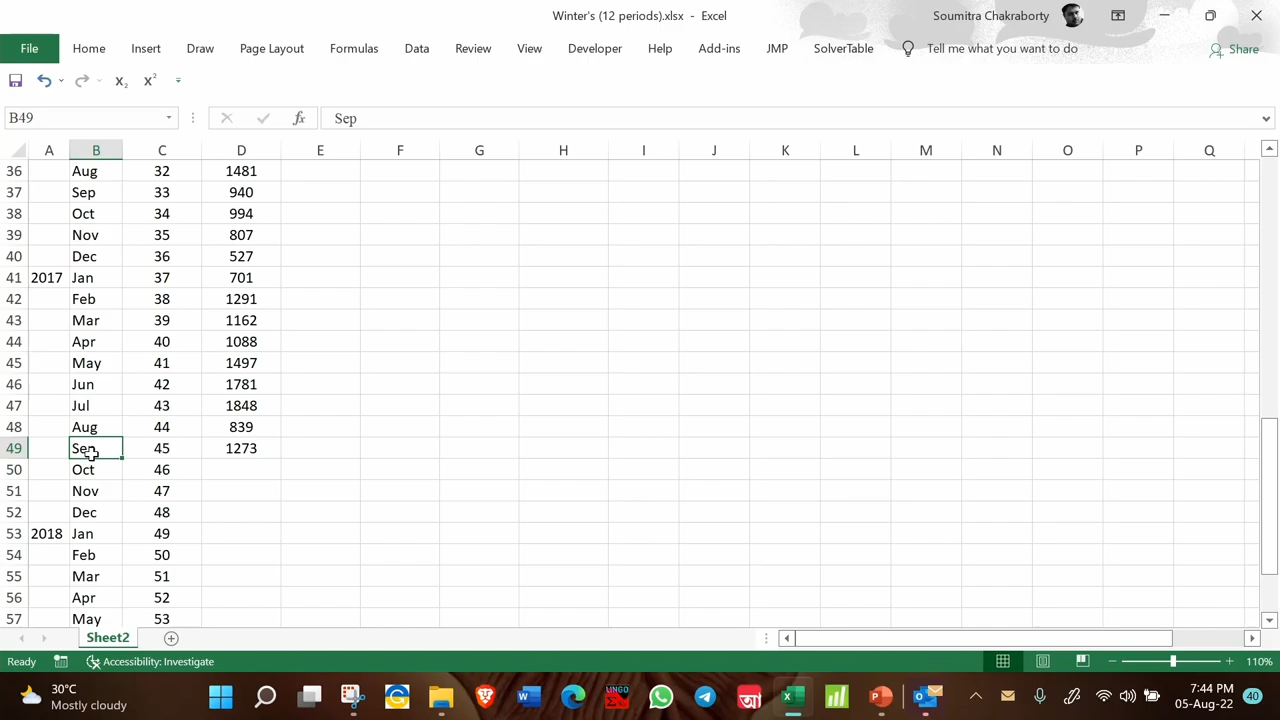 Winter's (12 periods).xlsx - Excel
Soumitra Chakraborty
File Home Insert Draw Page Layout Formulas Data Review View Developer Help Add-ins JMP SolverTable Tell me what you want to do Share
X₂ X²
B49 fx Sep
A B C D E F G H I J K L M N O P Q
36 Aug 32 1481
37 Sep 33 940
38 Oct 34 994
39 Nov 35 807
40 Dec 36 527
41 2017 Jan 37 701
42 Feb 38 1291
43 Mar 39 1162
44 Apr 40 1088
45 May 41 1497
46 Jun 42 1781
47 Jul 43 1848
48 Aug 44 839
49 Sep 45 1273
50 Oct 46
51 Nov 47
52 Dec 48
53 2018 Jan 49
54 Feb 50
55 Mar 51
56 Apr 52
57 May 53
Sheet2
Ready Accessibility: Investigate 110%
30°C
Mostly cloudy
LINGO
W
আ
7:44 PM
05-Aug-22
40